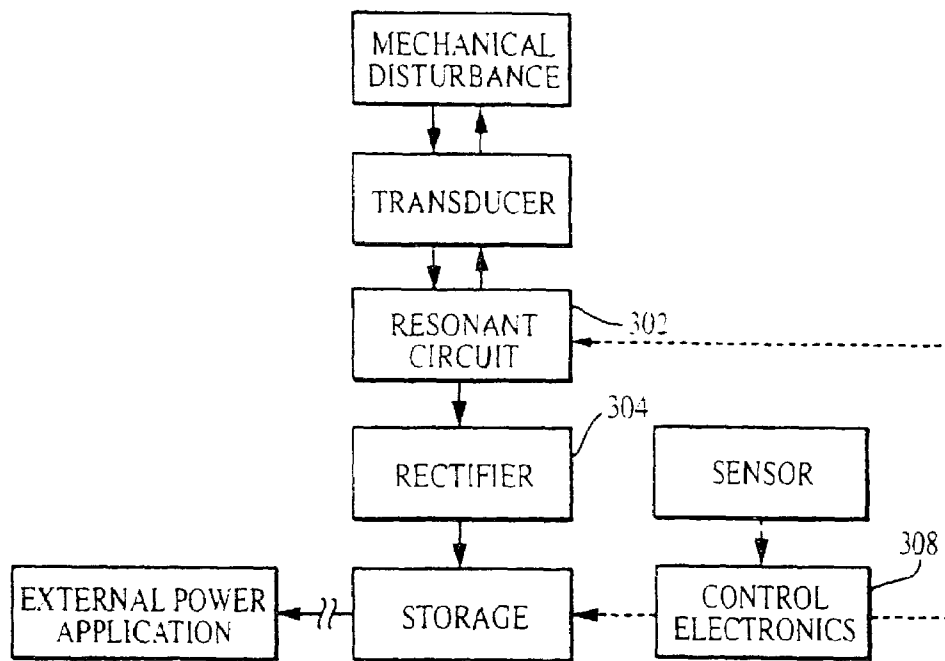 MECHANICAL
DISTURBANCE
TRANSDUCER
RESONANT
CIRCUIT
302
304
RECTIFIER
SENSOR
308
EXTERNAL POWER
APPLICATION
STORAGE
CONTROL
ELECTRONICS